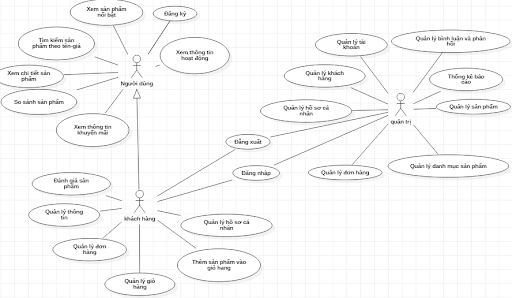 Xem sản phẩm
nổi bật
Đăng ký
Tìm kiếm sản
phẩm theo tên-giá
Xem thông tin
hoạt động
Xem chi tiết sản
phẩm
So sánh sản phẩm
Người dùng
Xem thông tin
khuyến mãi
Quản lý tài
khoản
Quản lý bình luận và phản
hồi
Quản lý khách
hàng
Thống kê báo
cáo
Quản lý hồ sơ cá
nhân
Quản lý sản phẩm
quản trị
Đăng xuất
Đăng nhập
Quản lý đơn hàng
Quản lý danh mục sản phẩm
Đánh giá sản
phẩm
Quản lý thông
tin
khách hàng
Quản lý hồ sơ cá
nhân
Quản lý đơn
hàng
Thêm sản phẩm vào
giỏ hàng
Quản lý giỏ
hàng